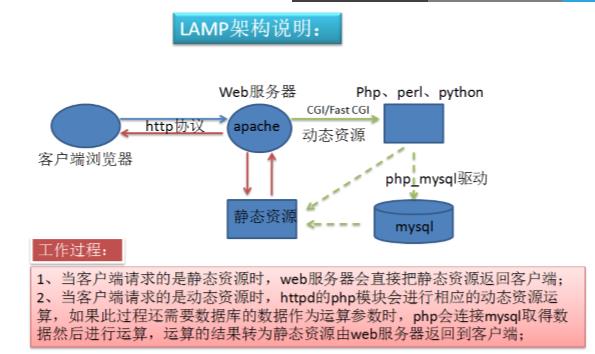 LAMP架构说明：
Web服务器
Php、perl、python
CGI/Fast CGI
http协议
apache
动态资源
客户端浏览器
php_mysql驱动
静态资源
mysql
工作过程：
1、当客户端请求的是静态资源时，web服务器会直接把静态资源返回客户端；
2、当客户端请求的是动态资源时，httpd的php模块会进行相应的动态资源运
算，如果此过程还需要数据库的数据作为运算参数时，php会连接mysql取得数
据然后进行运算，运算的结果转为静态资源由web服务器返回到客户端；